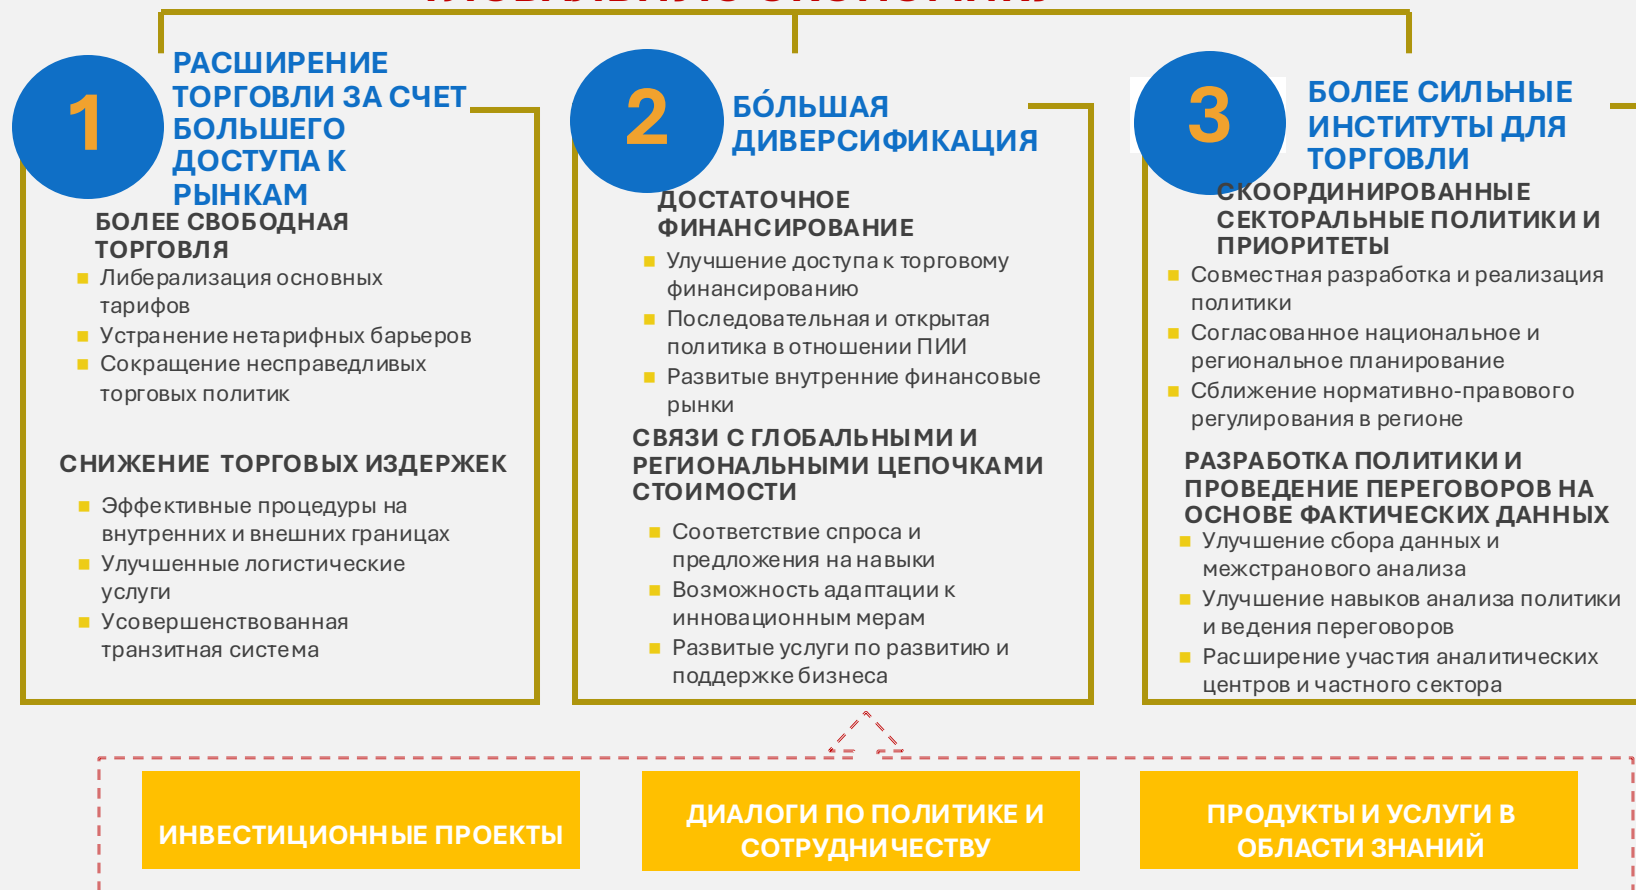 ГЛОБАЛЬНУЮ ЭКОНОМИКУ
1
РАСШИРЕНИЕ
ТОРГОВЛИ ЗА СЧЕТ
БОЛЬШЕГО
ДОСТУПА К
РЫНКАМ
БОЛЕЕ СВОБОДНАЯ
ТОРГОВЛЯ
Либерализация основных
тарифов
Устранение нетарифных барьеров
Сокращение несправедливых
торговых политик
СНИЖЕНИЕ ТОРГОВЫХ ИЗДЕРЖЕК
Эффективные процедуры на
внутренних и внешних границах
Улучшенные логистические
услуги
Усовершенствованная
транзитная система
2
БО́ЛЬШАЯ
ДИВЕРСИФИКАЦИЯ
ДОСТАТОЧНОЕ
ФИНАНСИРОВАНИЕ
Улучшение доступа к торговому
финансированию
Последовательная и открытая
политика в отношении ПИИ
Развитые внутренние финансовые
рынки
СВЯЗИ С ГЛОБАЛЬНЫМИ И
РЕГИОНАЛЬНЫМИ ЦЕПОЧКАМИ
СТОИМОСТИ
Соответствие спроса и
предложения на навыки
Возможность адаптации к
инновационным мерам
Развитые услуги по развитию и
поддержке бизнеса
3
БОЛЕЕ СИЛЬНЫЕ
ИНСТИТУТЫ ДЛЯ
ТОРГОВЛИ
СКООРДИНИРОВАННЫЕ
СЕКТОРАЛЬНЫЕ ПОЛИТИКИ И
ПРИОРИТЕТЫ
Совместная разработка и реализация
политики
Согласованное национальное и
региональное планирование
Сближение нормативно-правового
регулирования в регионе
РАЗРАБОТКА ПОЛИТИКИ И
ПРОВЕДЕНИЕ ПЕРЕГОВОРОВ НА
ОСНОВЕ ФАКТИЧЕСКИХ ДАННЫХ
Улучшение сбора данных и
межстранового анализа
Улучшение навыков анализа политики
и ведения переговоров
Расширение участия аналитических
центров и частного сектора
ИНВЕСТИЦИОННЫЕ ПРОЕКТЫ
ДИАЛОГИ ПО ПОЛИТИКЕ И
СОТРУДНИЧЕСТВУ
ПРОДУКТЫ И УСЛУГИ В
ОБЛАСТИ ЗНАНИЙ